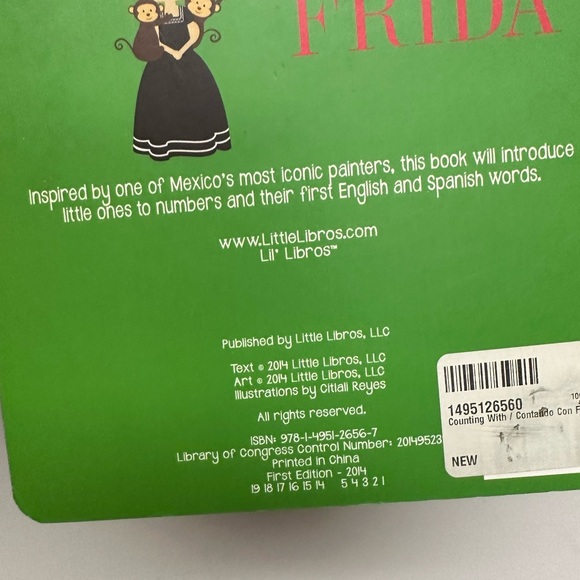 FRIDA
Inspired by one of Mexico's most iconic painters, this book will introduce
little ones to numbers and their first English and Spanish words.
www.LittleLibros.com
Lil' Libros™
Published by Little Libros, LLC
Text © 2014 Little Libros, LLC
Art © 2014 Little Libros, LLC
Illustrations by Citlali Reyes
All rights reserved.
ISBN: 978-1-4951-2656-7
Library of Congress Control Number: 20149523
Printed in China
First Edition - 2014
19 18 17 16 15 14 5 4 3 2 1
1495126560
Counting With / Contando Con F
NEW